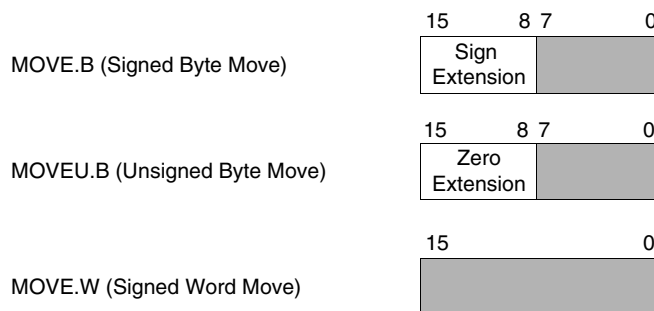 15 8 7 0
MOVE.B (Signed Byte Move)
Sign
Extension
15 8 7 0
MOVEU.B (Unsigned Byte Move)
Zero
Extension
15 0
MOVE.W (Signed Word Move)